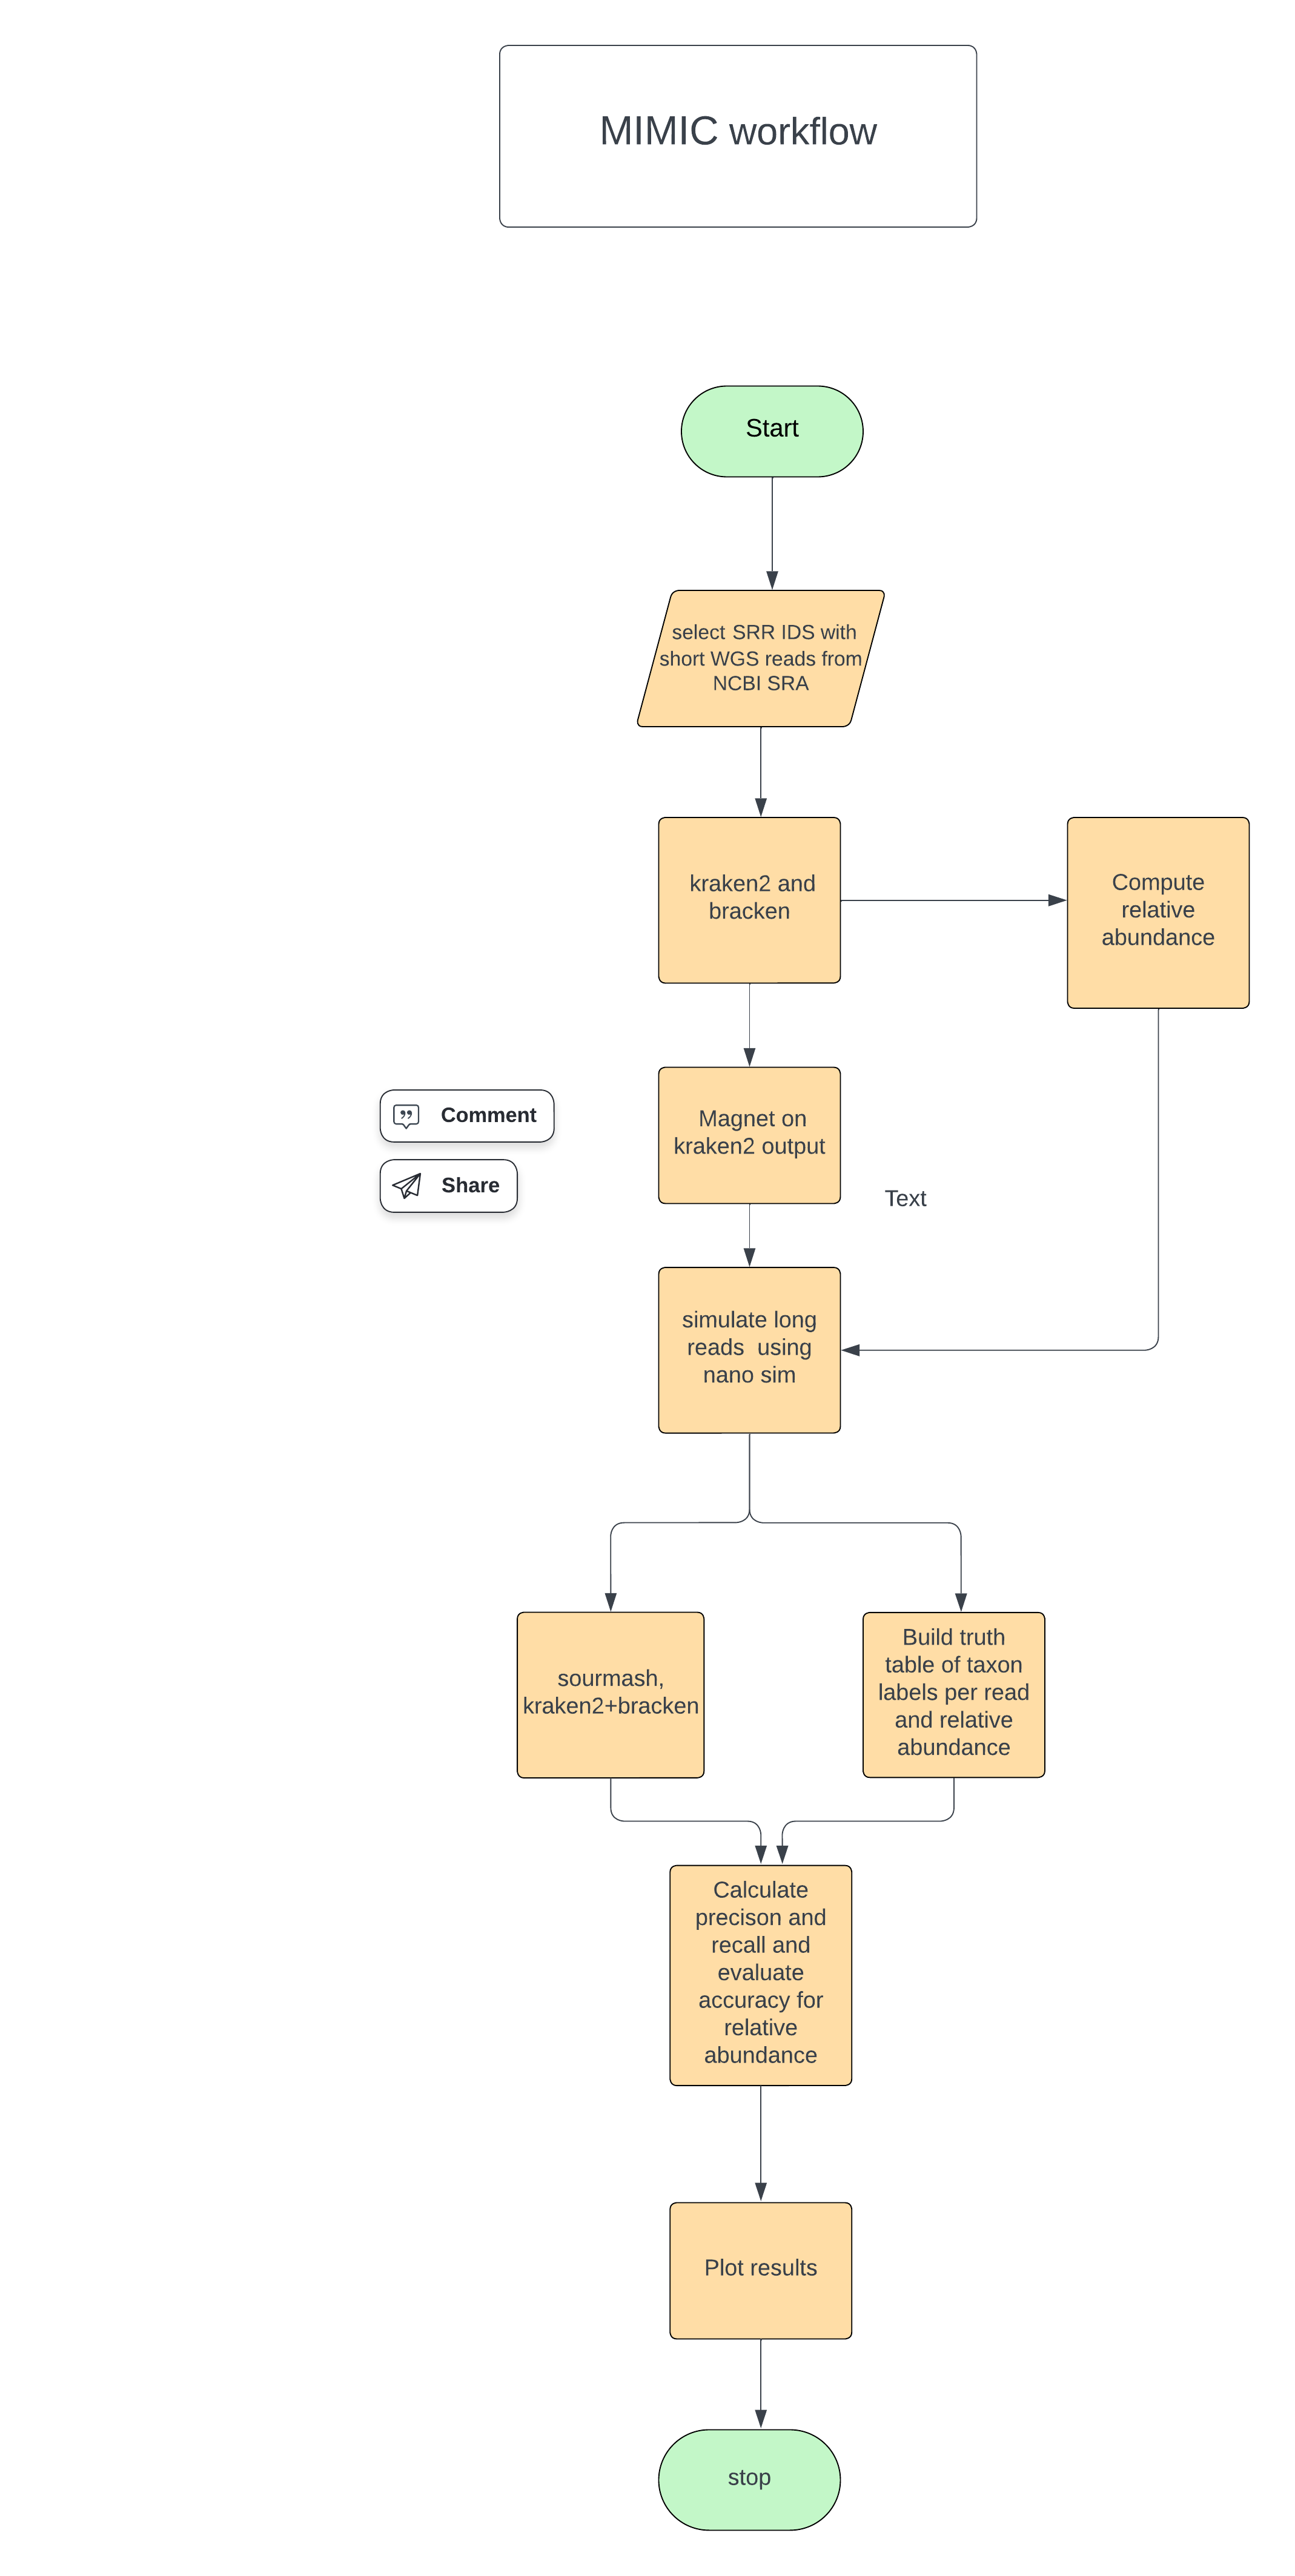 MIMIC workflow
Start
select SRR IDS with
short WGS reads from
NCBI SRA
kraken2 and
bracken
Compute
relative
abundance
Comment
Share
Magnet on
kraken2 output
Text
simulate long
reads  using
nano sim
sourmash,
kraken2+bracken
Build truth
table of taxon
labels per read
and relative
abundance
Calculate
precison and
recall and
evaluate
accuracy for
relative
abundance
Plot results
stop